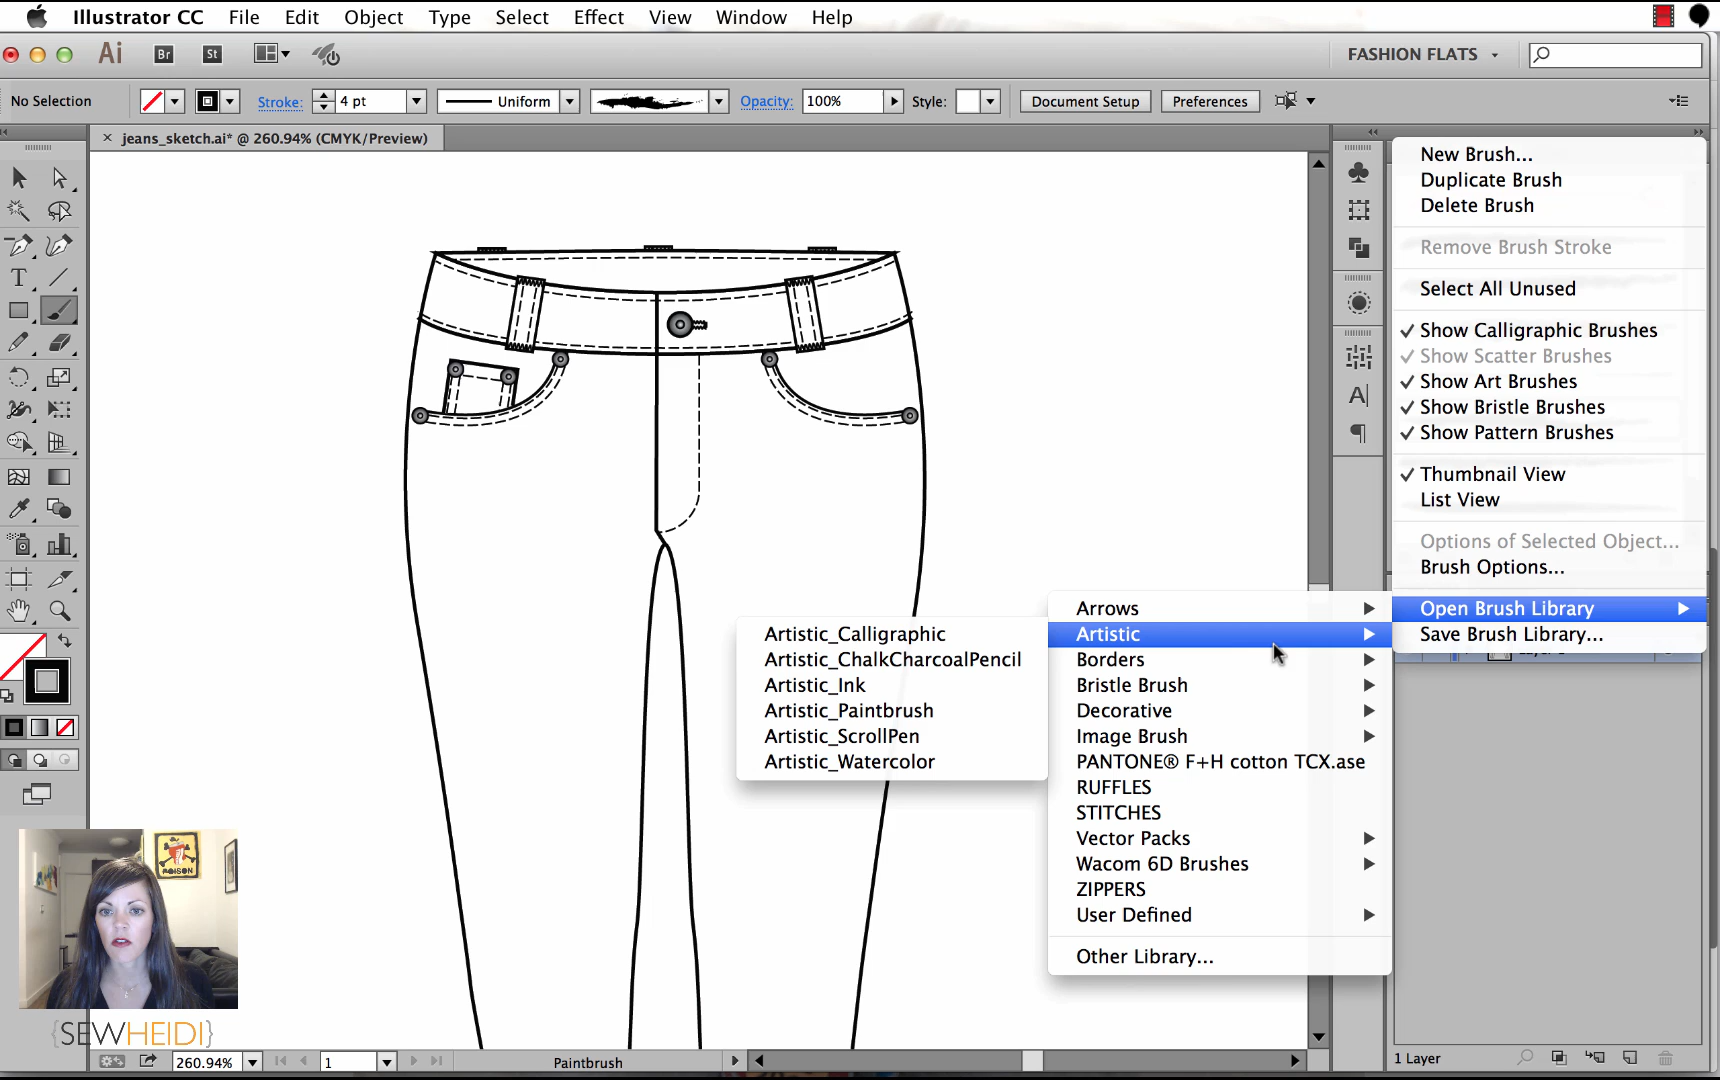 Illustrator CC File Edit Object Type Select Effect View Window Help
Ai Br St FASHION FLATS
No Selection Stroke: 4 pt Uniform Opacity: 100% Style: Document Setup Preferences
× jeans_sketch.ai* @ 260.94% (CMYK/Preview)
New Brush...
Duplicate Brush
Delete Brush
Remove Brush Stroke
Select All Unused
✓ Show Calligraphic Brushes
✓ Show Scatter Brushes
✓ Show Art Brushes
✓ Show Bristle Brushes
✓ Show Pattern Brushes
✓ Thumbnail View
List View
Options of Selected Object...
Brush Options...
Open Brush Library
Save Brush Library...
Arrows
Artistic
Borders
Bristle Brush
Decorative
Image Brush
PANTONE® F+H cotton TCX.ase
RUFFLES
STITCHES
Vector Packs
Wacom 6D Brushes
ZIPPERS
User Defined
Other Library...
Artistic_Calligraphic
Artistic_ChalkCharcoalPencil
Artistic_Ink
Artistic_Paintbrush
Artistic_ScrollPen
Artistic_Watercolor
POISON
{SEWHEIDI}
260.94% 1 Paintbrush 1 Layer